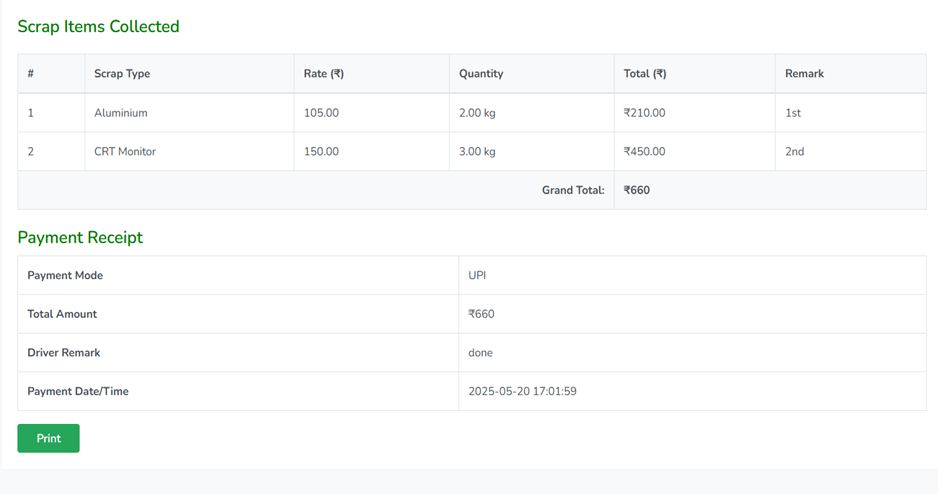 Scrap Items Collected
# Scrap Type Rate (₹) Quantity Total (₹) Remark
1 Aluminium 105.00 2.00 kg ₹210.00 1st
2 CRT Monitor 150.00 3.00 kg ₹450.00 2nd
Grand Total: ₹660
Payment Receipt
Payment Mode UPI
Total Amount ₹660
Driver Remark done
Payment Date/Time 2025-05-20 17:01:59
Print